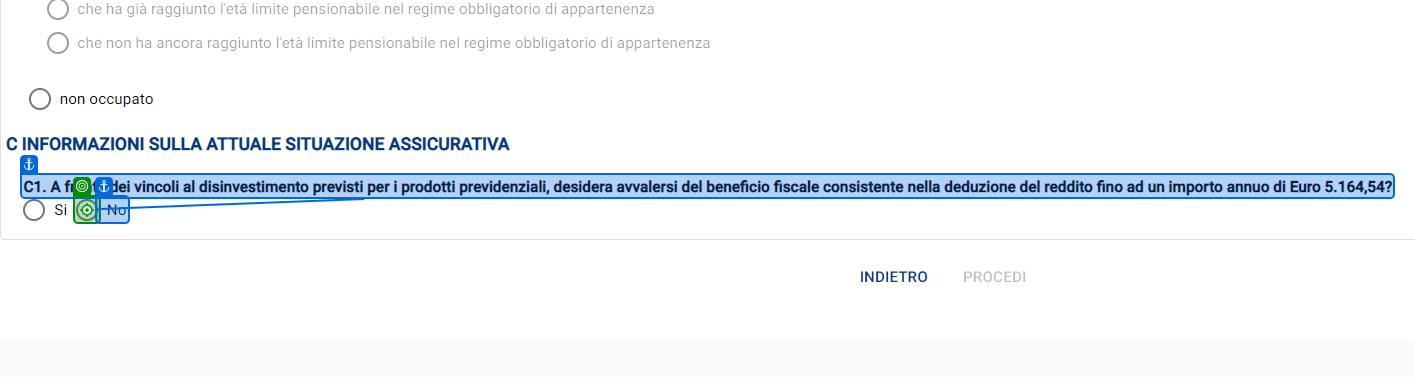 che ha già raggiunto l'età limite pensionabile nel regime obbligatorio di appartenenza
che non ha ancora raggiunto l'età limite pensionabile nel regime obbligatorio di appartenenza
non occupato
C INFORMAZIONI SULLA ATTUALE SITUAZIONE ASSICURATIVA
C1. A dei vincoli al disinvestimento previsti per i prodotti previdenziali, desidera avvalersi del beneficio fiscale consistente nella deduzione del reddito fino ad un importo annuo di Euro 5.164,54?
Si No
INDIETRO PROCEDI